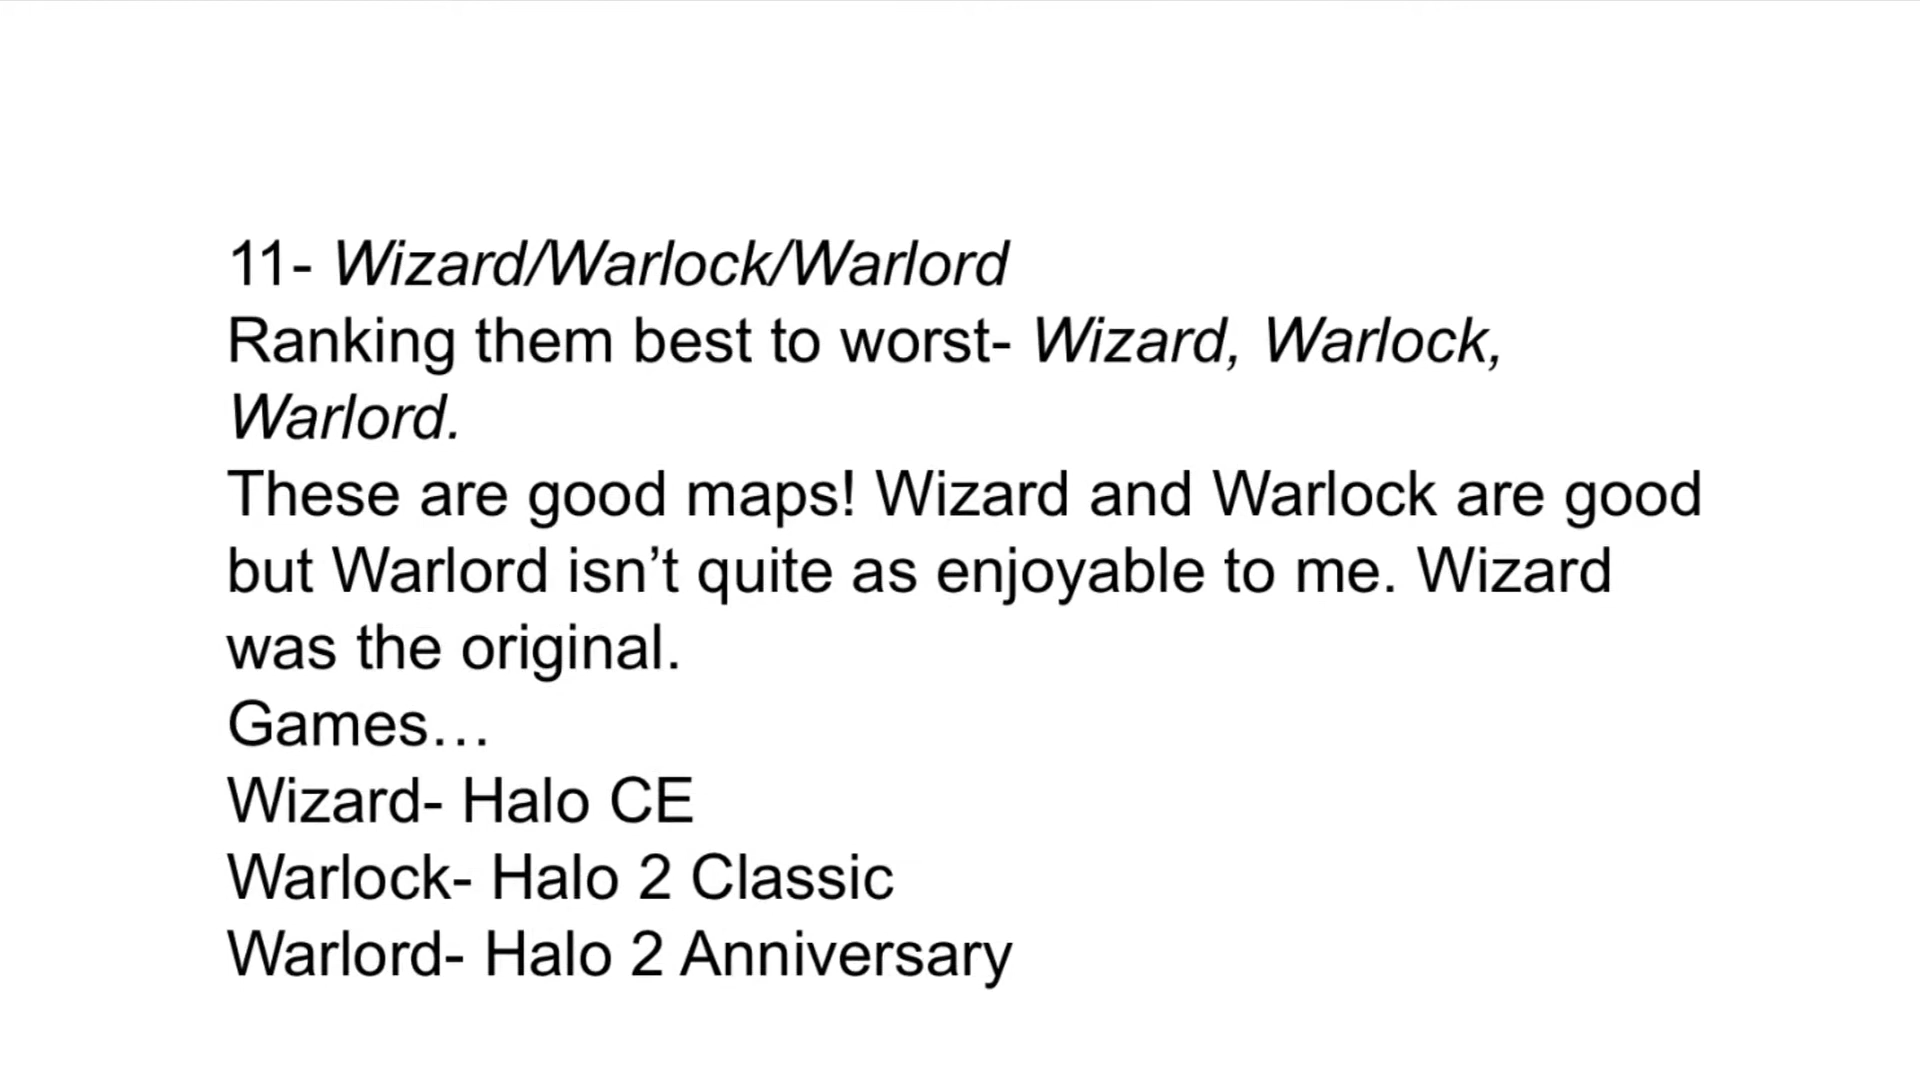 11- Wizard/Warlock/Warlord
Ranking them best to worst- Wizard, Warlock,
Warlord.
These are good maps! Wizard and Warlock are good
but Warlord isn’t quite as enjoyable to me. Wizard
was the original.
Games…
Wizard- Halo CE
Warlock- Halo 2 Classic
Warlord- Halo 2 Anniversary